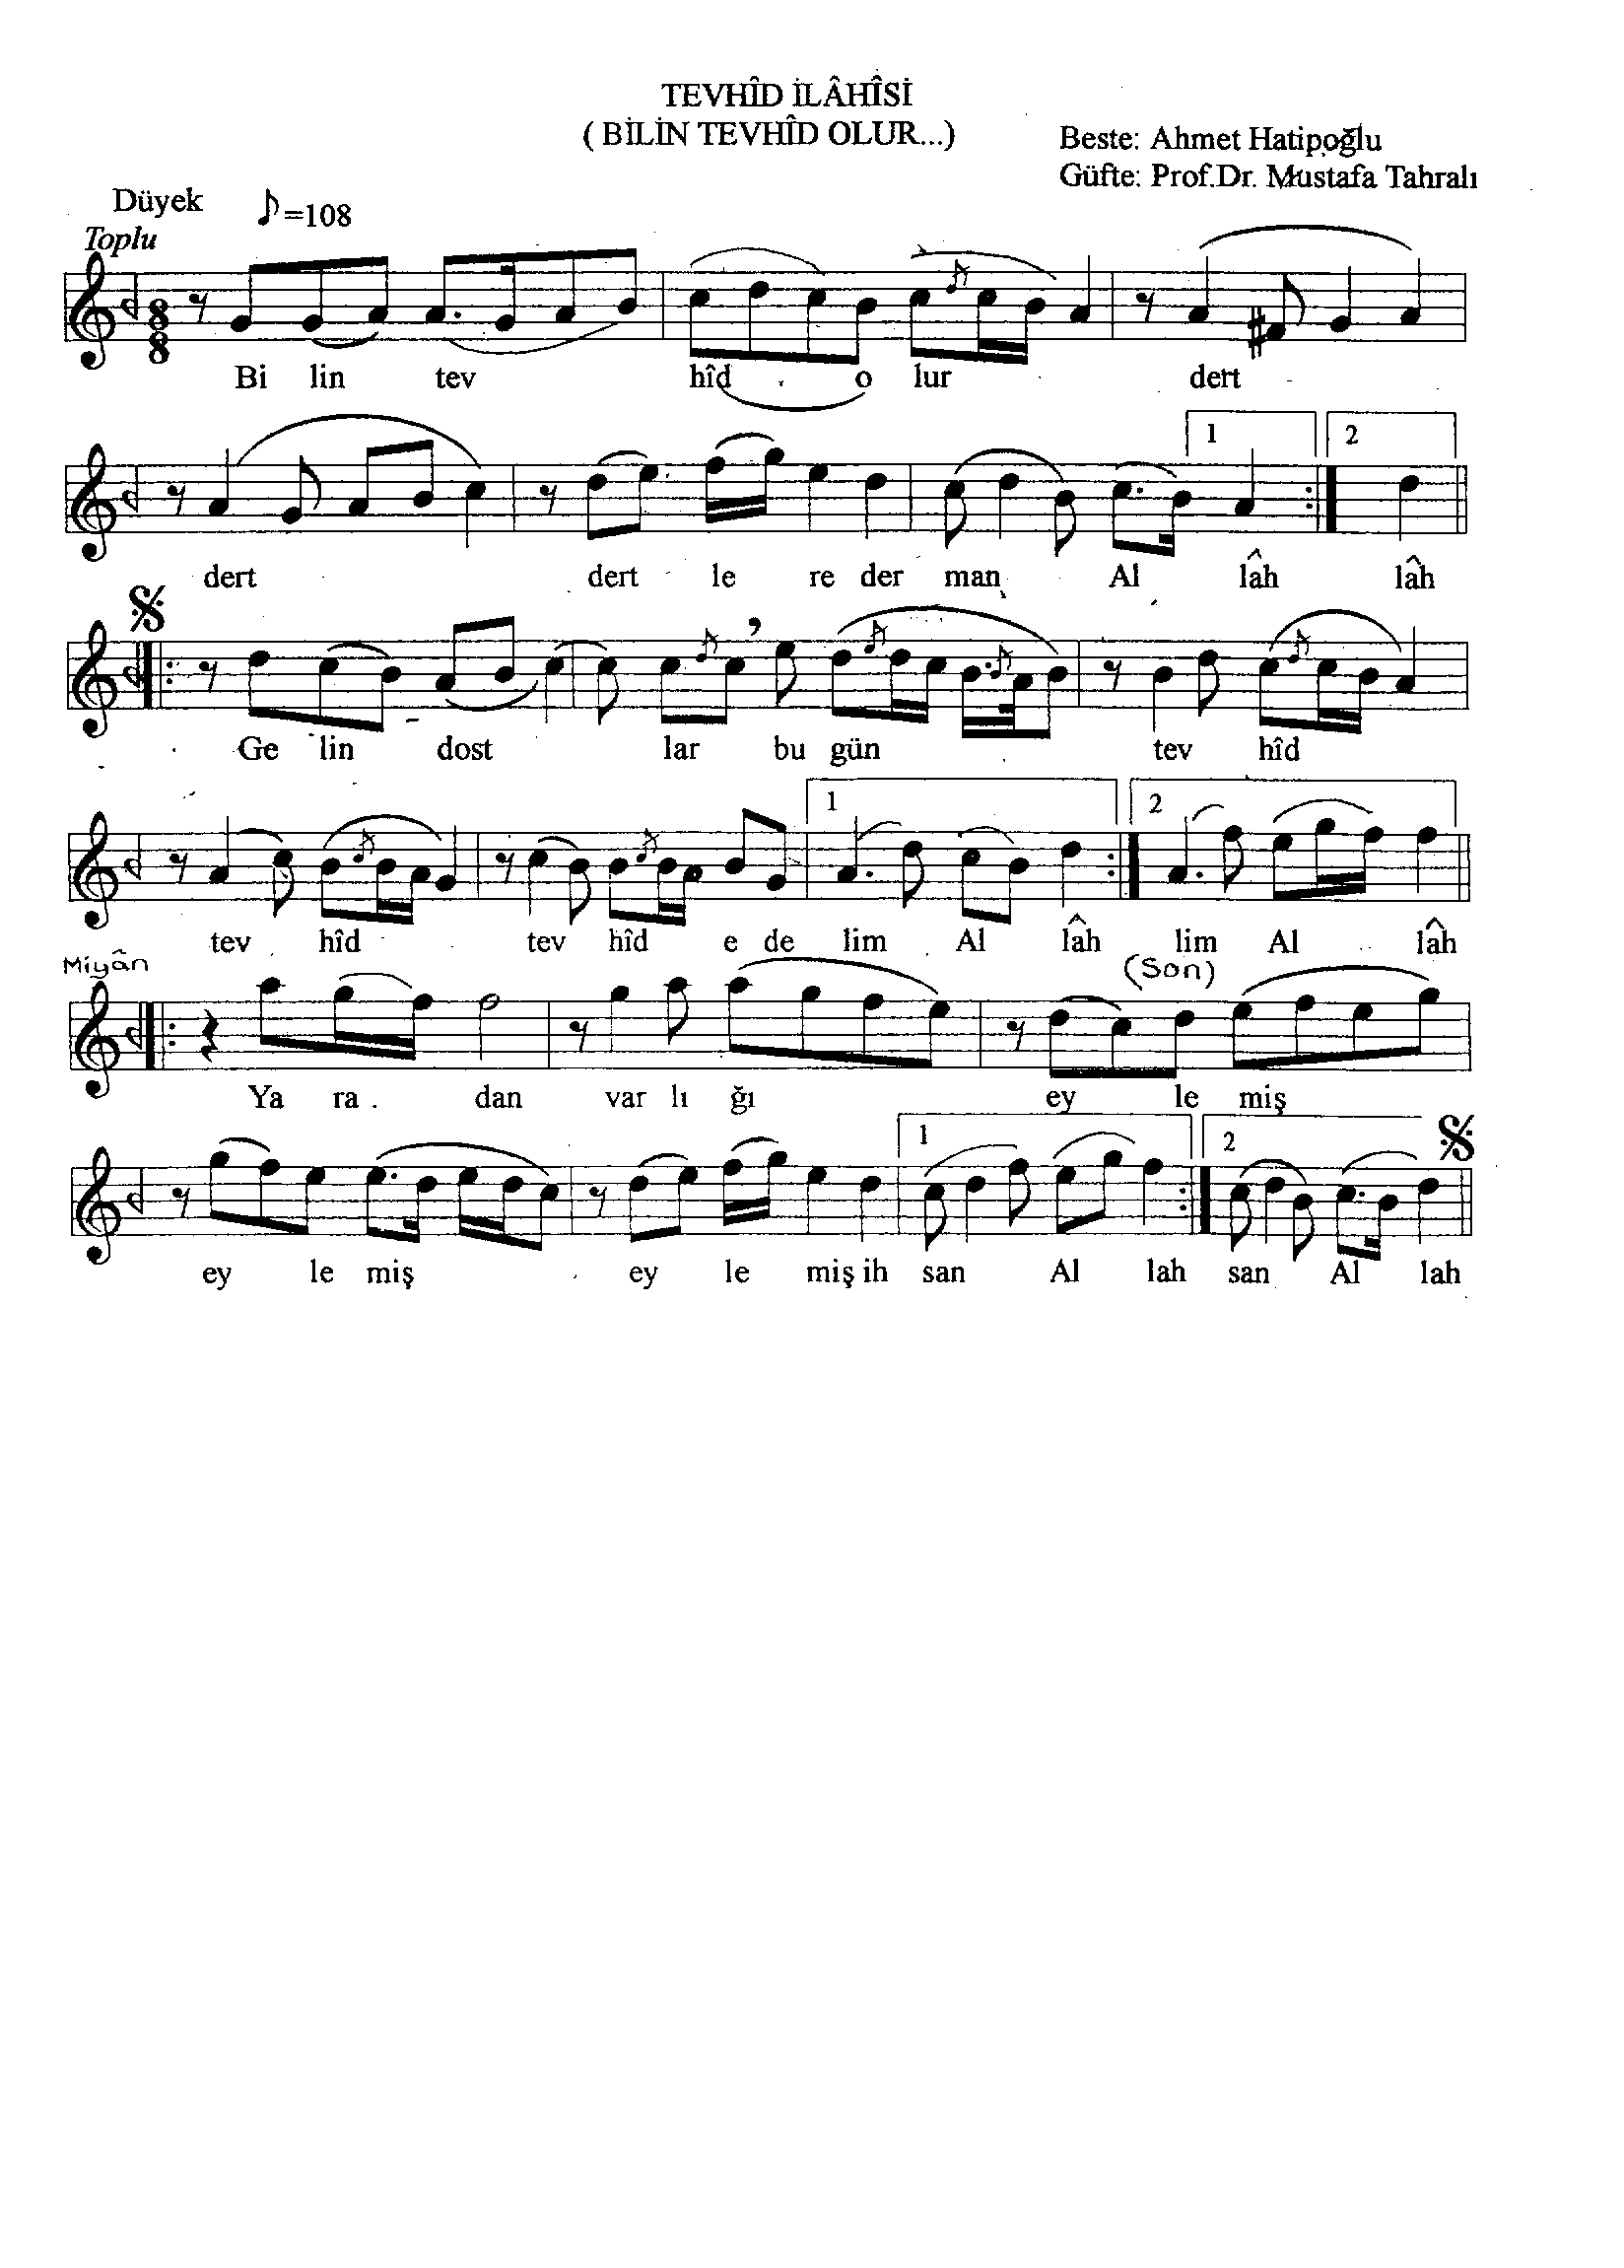 TEVHÎD İLÂHÎSİ
( BİLİN TEVHÎD OLUR...)
Beste: Ahmet Hatipoğlu
Güfte: Prof.Dr. Mustafa Tahralı
Düyek ♪=108
Toplu
8 8
Bi lin tev hîd o lur dert
1 2
dert dert le re der man Al lâh lâh
Ge lin dost lar bu gün tev hîd
1 2
tev hîd tev hîd e de lim Al lâh lim Al lâh
Miyân
(Son)
Ya ra dan var lı ğı ey le miş
1 2
ey le miş ey le miş ih san Al lah san Al lah